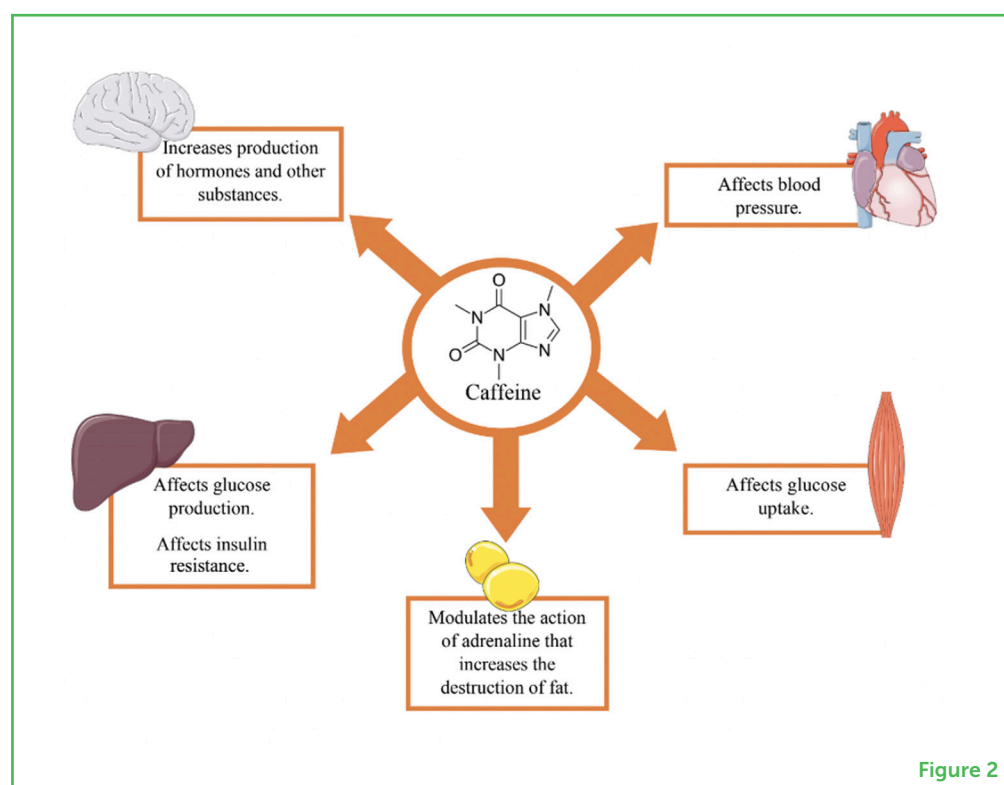 Increases production
of hormones and other
substances.
Affects blood
pressure.
O
N
N
O
N
N
Caffeine
Affects glucose
production.
Affects insulin
resistance.
Affects glucose
uptake.
Modulates the action
of adrenaline that
increases the
destruction of fat.
Figure 2